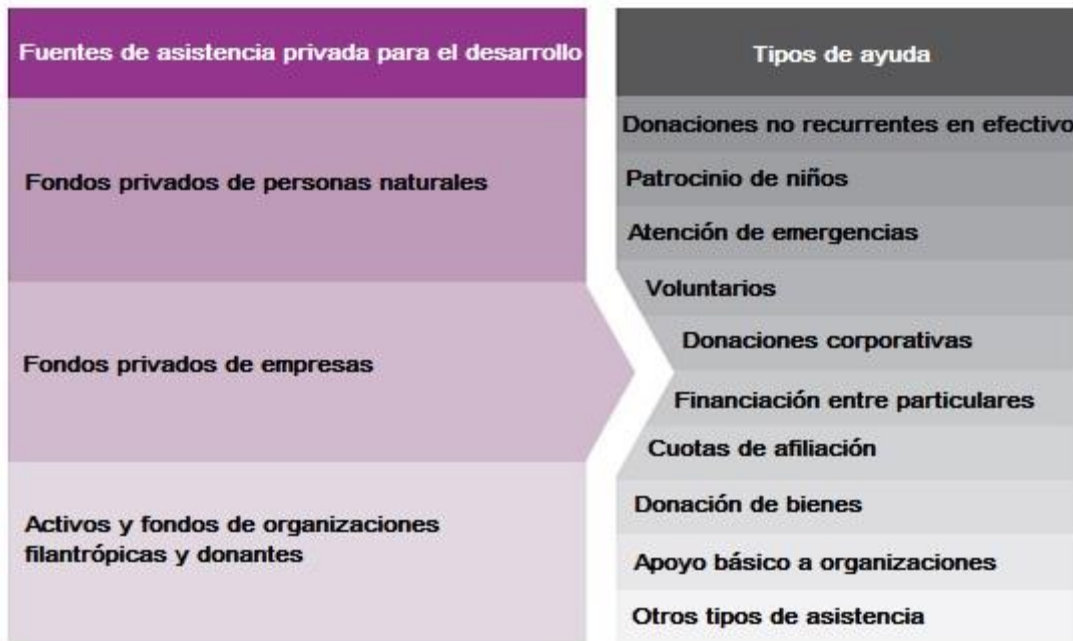 Fuentes de asistencia privada para el desarrollo
Fondos privados de personas naturales
Fondos privados de empresas
Activos y fondos de organizaciones
filantrópicas y donantes
Tipos de ayuda
Donaciones no recurrentes en efectivo
Patrocinio de niños
Atención de emergencias
Voluntarios
Donaciones corporativas
Financiación entre particulares
Cuotas de afiliación
Donación de bienes
Apoyo básico a organizaciones
Otros tipos de asistencia